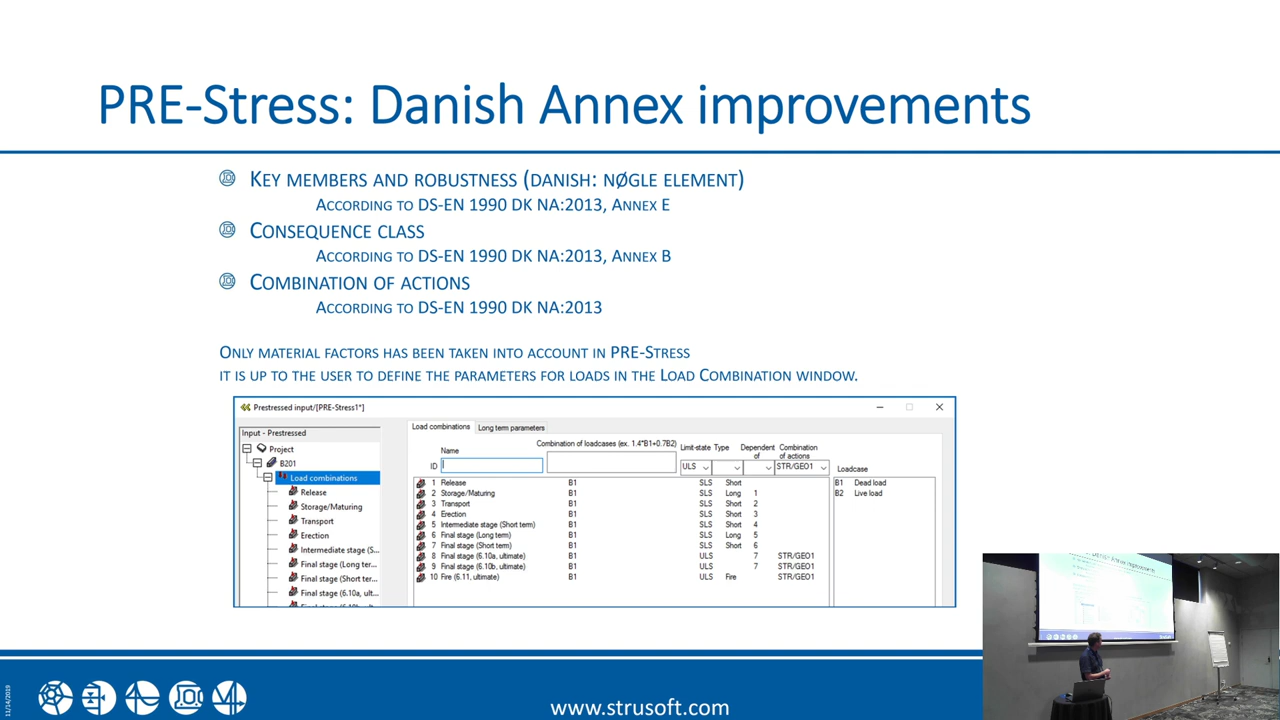 PRE-Stress: Danish Annex improvements
KEY MEMBERS AND ROBUSTNESS (DANISH: NØGLE ELEMENT)
ACCORDING TO DS-EN 1990 DK NA:2013, ANNEX E
CONSEQUENCE CLASS
ACCORDING TO DS-EN 1990 DK NA:2013, ANNEX B
COMBINATION OF ACTIONS
ACCORDING TO DS-EN 1990 DK NA:2013
ONLY MATERIAL FACTORS HAS BEEN TAKEN INTO ACCOUNT IN PRE-STRESS
IT IS UP TO THE USER TO DEFINE THE PARAMETERS FOR LOADS IN THE LOAD COMBINATION WINDOW.
Prestressed input/[PRE-Stress1*]
Input - Prestressed
Project
B201
Load combinations
Release
Storage/Maturing
Transport
Erection
Intermediate stage (S...
Final stage (Long ter...
Final stage (Short ter...
Final stage (6.10a, ult...
Load combinations Long term parameters
Name
Combination of loadcases (ex. 1.4*B1+0.7B2)
Limit-state Type Dependent of Combination of actions
ID
ULS STR/GEO1
Loadcase
1 Release B1 SLS Short
2 Storage/Maturing B1 SLS Long 1
3 Transport B1 SLS Short 2
4 Erection B1 SLS Short 3
5 Intermediate stage (Short term) B1 SLS Short 4
6 Final stage (Long term) B1 SLS Long 5
7 Final stage (Short term) B1 SLS Short 6
8 Final stage (6.10a, ultimate) B1 ULS 7 STR/GEO1
9 Final stage (6.10b, ultimate) B1 ULS 7 STR/GEO1
10 Fire (6.11, ultimate) B1 ULS Fire STR/GEO1
B1 Dead load
B2 Live load
11/14/2019
www.strusoft.com